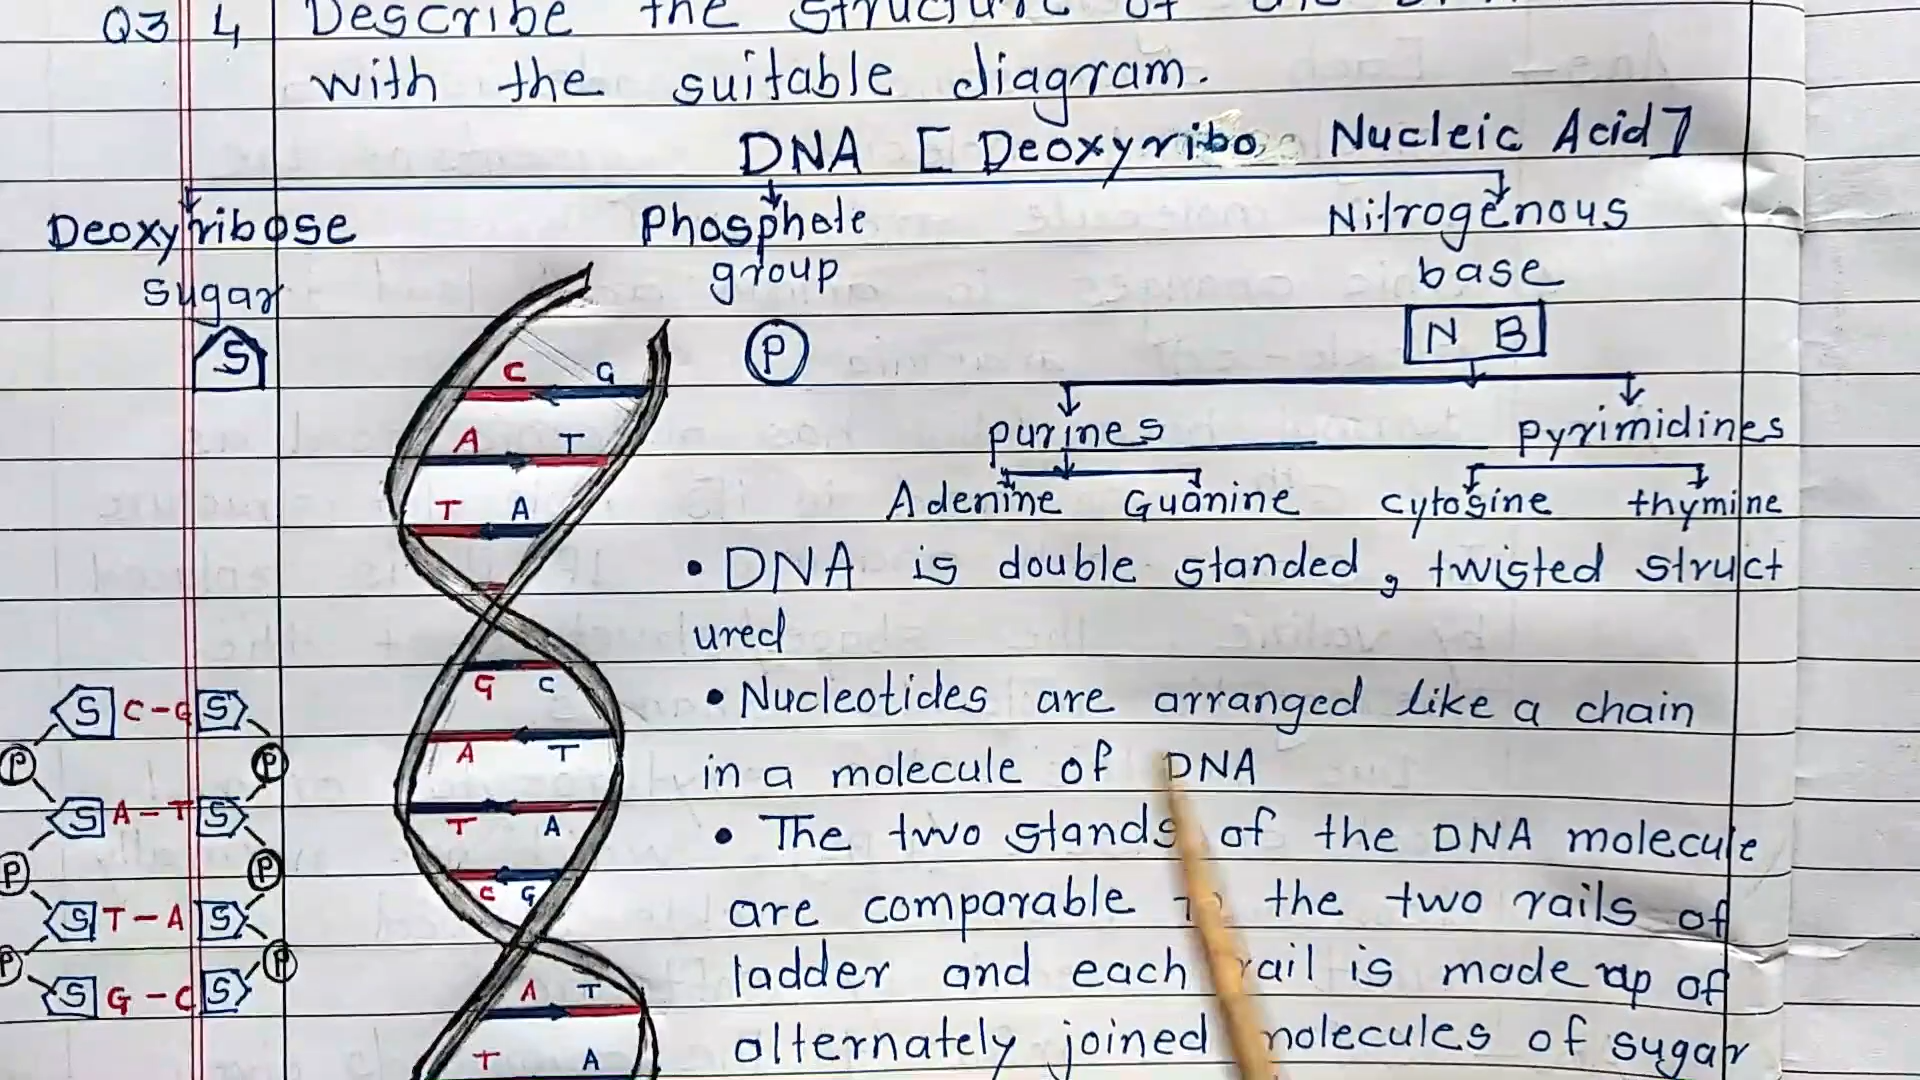 Q3 4 Describe the structure of
with the suitable diagram.
DNA [ Deoxyribo Nucleic Acid ]
Deoxyribose
sugar
S
Phosphate
group
P
Nitrogenous
base
N B
purines
pyrimidines
Adenine Guanine cytosine thymine
• DNA is double standed, twisted struct
ured
• Nucleotides are arranged like a chain
in a molecule of DNA
• The two stands of the DNA molecule
are comparable the two rails of
ladder and each rail is made up of
alternately joined molecules of sugar
C G
A T
T A
G C
A T
T A
C G
A T
T A
S C-G S
P P
S A-T S
P P
S T-A S
P P
S G-C S